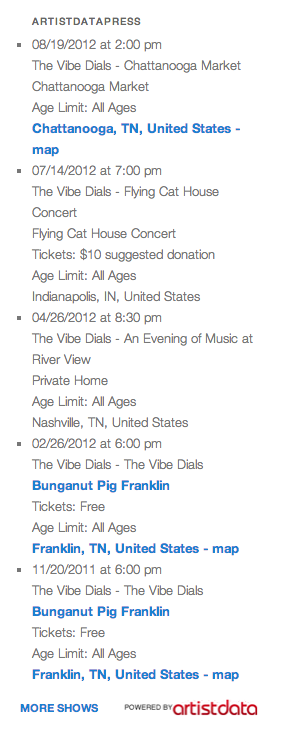 ARTISTDATAPRESS
08/19/2012 at 2:00 pm
The Vibe Dials - Chattanooga Market
Chattanooga Market
Age Limit: All Ages
Chattanooga, TN, United States -
map
07/14/2012 at 7:00 pm
The Vibe Dials - Flying Cat House
Concert
Flying Cat House Concert
Tickets: $10 suggested donation
Age Limit: All Ages
Indianapolis, IN, United States
04/26/2012 at 8:30 pm
The Vibe Dials - An Evening of Music at
River View
Private Home
Age Limit: All Ages
Nashville, TN, United States
02/26/2012 at 6:00 pm
The Vibe Dials - The Vibe Dials
Bunganut Pig Franklin
Tickets: Free
Age Limit: All Ages
Franklin, TN, United States - map
11/20/2011 at 6:00 pm
The Vibe Dials - The Vibe Dials
Bunganut Pig Franklin
Tickets: Free
Age Limit: All Ages
Franklin, TN, United States - map
MORE SHOWS POWERED BY artistdata